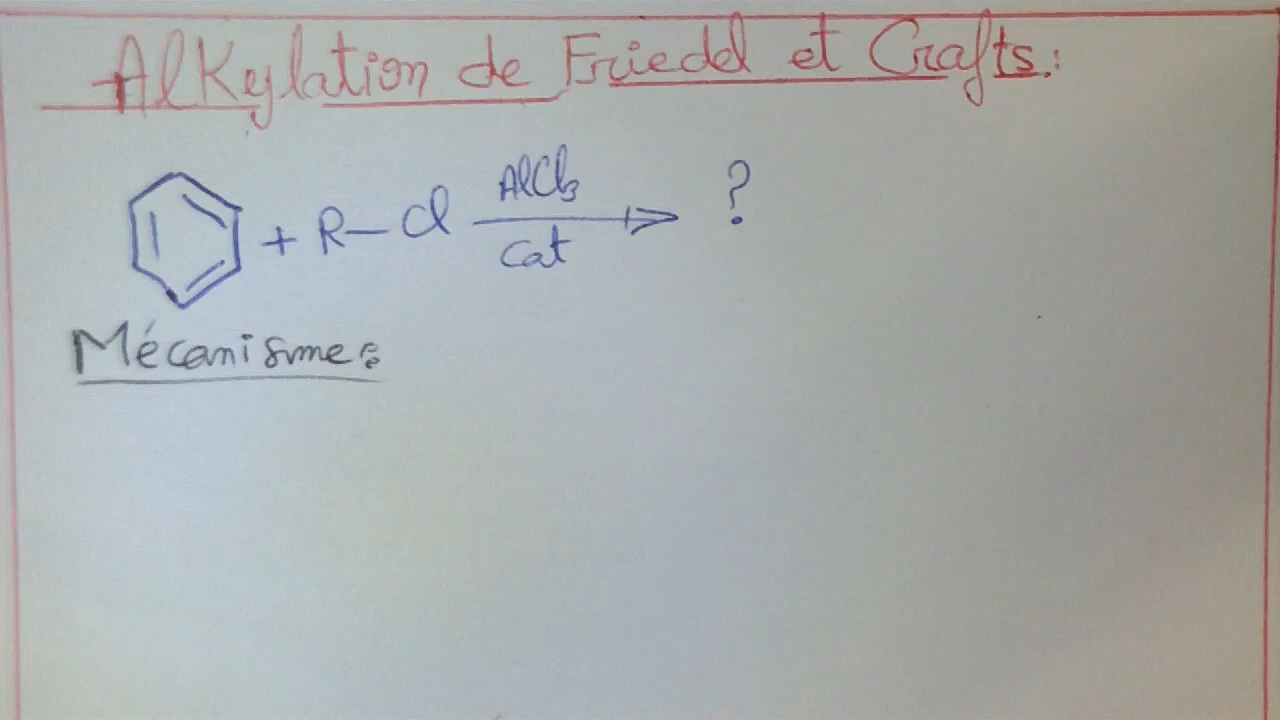 Alkylation de Friedel et Crafts:
+ R-Cl AlCl3 Cat ?
Mécanisme: